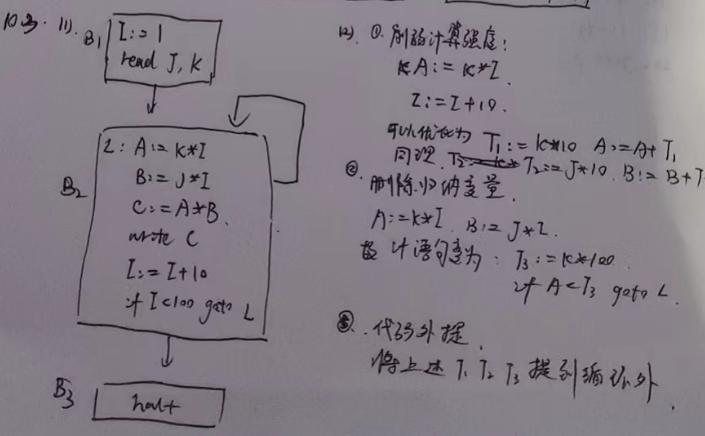 10.3. (1).
B1
I:=1
read J, K
B2
L: A:=K*I
B:=J*I
C:=A*B.
write C
I:=I+10
if I<100 goto L
B3
halt
(2). ①. 削弱计算强度:
A:=K*I.
I:=I+10.
可以优化为 T1:=K*10 A:=A+T1
同理. T2:=J*10. B:=B+T
②. 删除归纳变量.
A:=K*I. B:=J*I.
计语句变为: T3:=K*100.
if A<T3 goto L.
③. 代码外提.
将上述 T1 T2 T3 提到循环外.